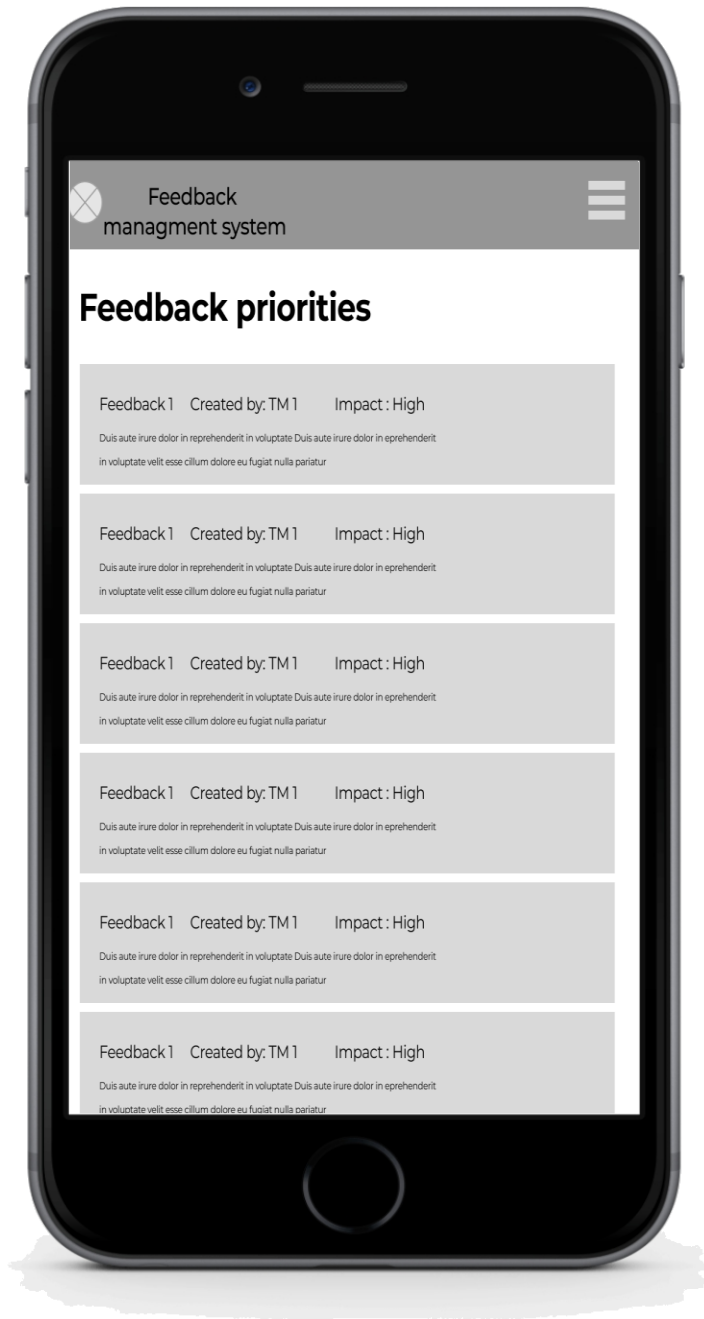 Feedback
managment system
Feedback priorities
Feedback 1 Created by: TM 1 Impact : High
Duis aute irure dolor in reprehenderit in voluptate Duis aute irure dolor in eprehenderit
in voluptate velit esse cillum dolore eu fugiat nulla pariatur
Feedback 1 Created by: TM 1 Impact : High
Duis aute irure dolor in reprehenderit in voluptate Duis aute irure dolor in eprehenderit
in voluptate velit esse cillum dolore eu fugiat nulla pariatur
Feedback 1 Created by: TM 1 Impact : High
Duis aute irure dolor in reprehenderit in voluptate Duis aute irure dolor in eprehenderit
in voluptate velit esse cillum dolore eu fugiat nulla pariatur
Feedback 1 Created by: TM 1 Impact : High
Duis aute irure dolor in reprehenderit in voluptate Duis aute irure dolor in eprehenderit
in voluptate velit esse cillum dolore eu fugiat nulla pariatur
Feedback 1 Created by: TM 1 Impact : High
Duis aute irure dolor in reprehenderit in voluptate Duis aute irure dolor in eprehenderit
in voluptate velit esse cillum dolore eu fugiat nulla pariatur
Feedback 1 Created by: TM 1 Impact : High
Duis aute irure dolor in reprehenderit in voluptate Duis aute irure dolor in eprehenderit
in voluptate velit esse cillum dolore eu fugiat nulla pariatur